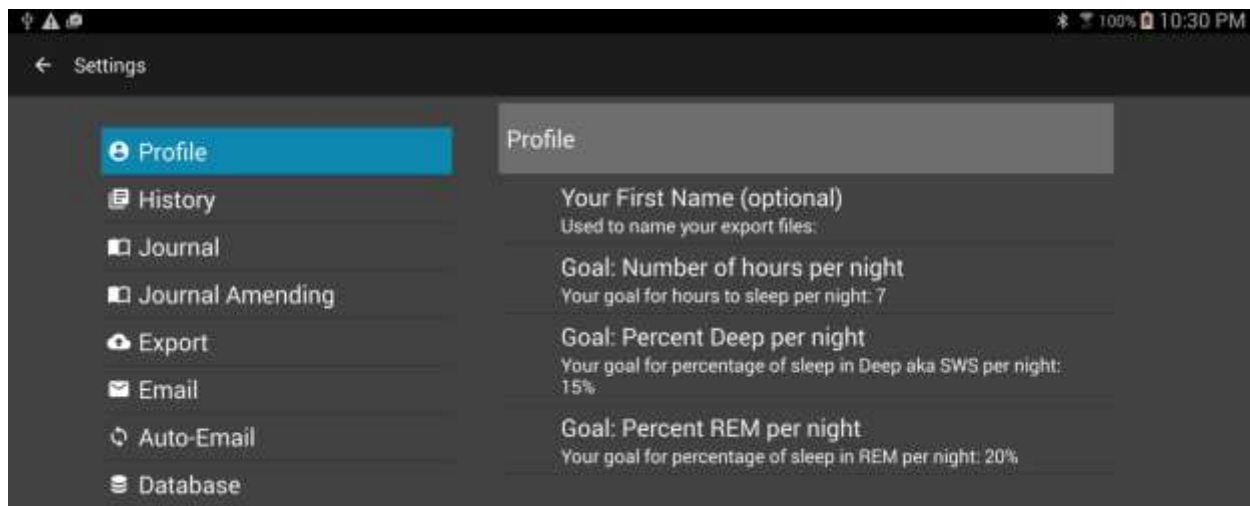 100% 10:30 PM
Settings
Profile
History
Journal
Journal Amending
Export
Email
Auto-Email
Database
Profile
Your First Name (optional)
Used to name your export files:
Goal: Number of hours per night
Your goal for hours to sleep per night: 7
Goal: Percent Deep per night
Your goal for percentage of sleep in Deep aka SWS per night:
15%
Goal: Percent REM per night
Your goal for percentage of sleep in REM per night: 20%